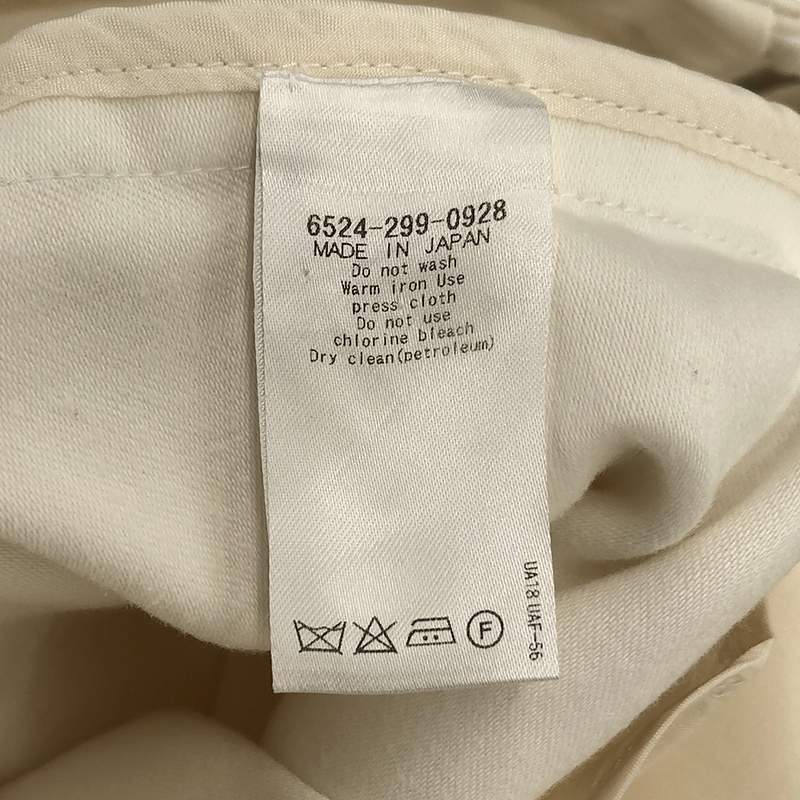 6524-299-0928
MADE IN JAPAN
Do not wash
Warm iron Use
press cloth
Do not use
chlorine bleach
Dry clean(petroleum)
UA18 UAF-56
F